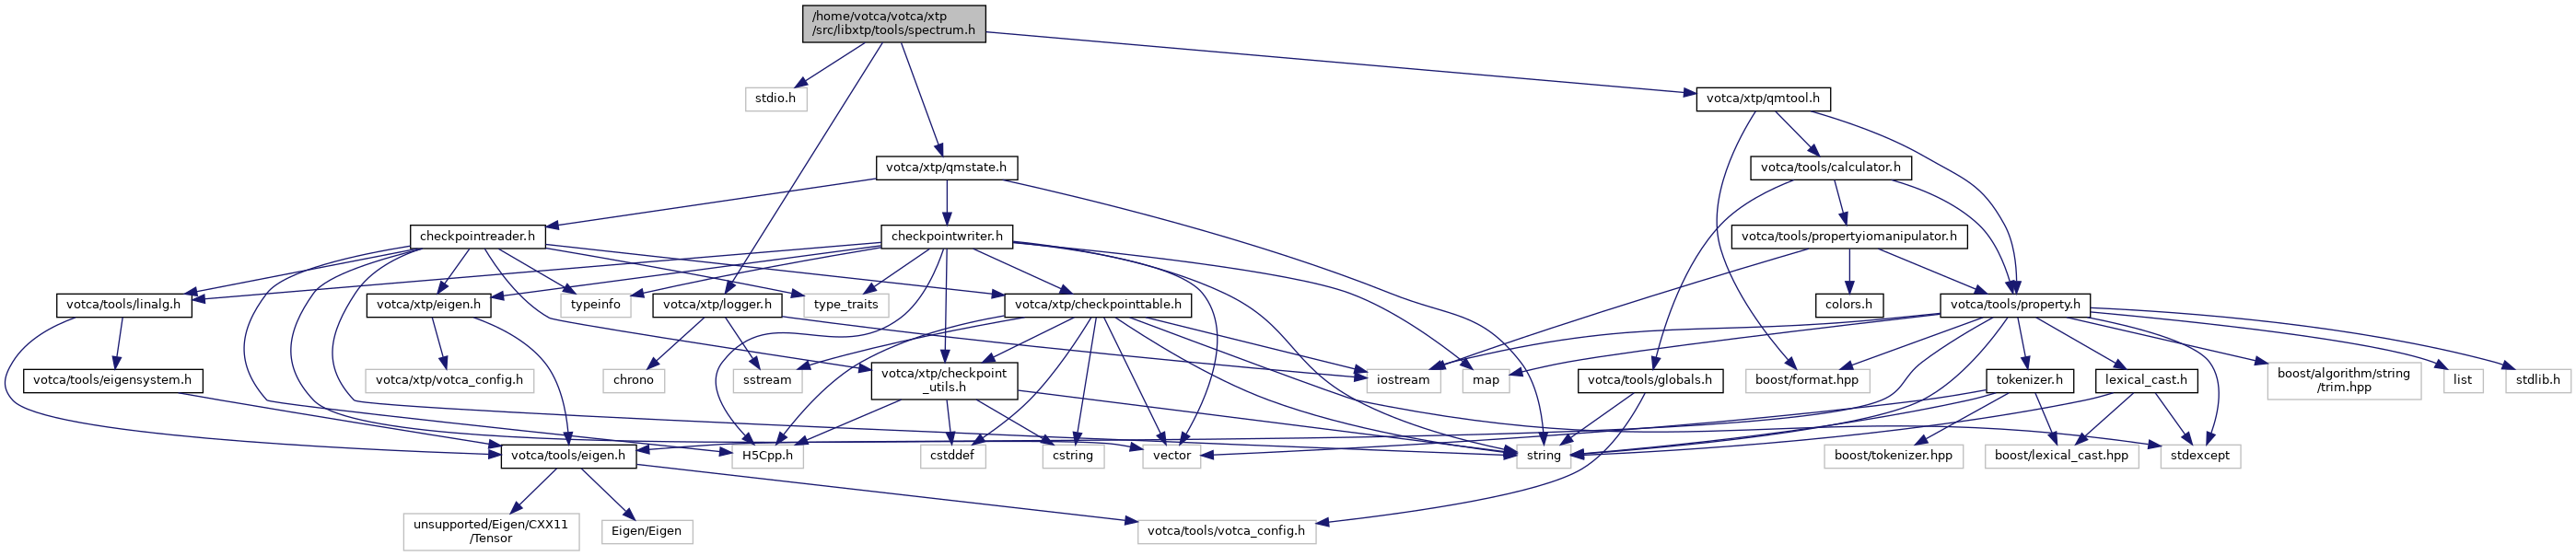 /home/votca/votca/xtp
/src/libxtp/tools/spectrum.h
stdio.h
votca/xtp/qmtool.h
votca/xtp/qmstate.h
votca/tools/calculator.h
checkpointreader.h
checkpointwriter.h
votca/tools/propertyiomanipulator.h
votca/tools/linalg.h
votca/xtp/eigen.h
typeinfo
votca/xtp/logger.h
type_traits
votca/xtp/checkpointtable.h
colors.h
votca/tools/property.h
votca/tools/eigensystem.h
votca/xtp/votca_config.h
chrono
sstream
votca/xtp/checkpoint
_utils.h
iostream
map
votca/tools/globals.h
boost/format.hpp
tokenizer.h
lexical_cast.h
boost/algorithm/string
/trim.hpp
list
stdlib.h
votca/tools/eigen.h
H5Cpp.h
cstddef
cstring
vector
string
boost/tokenizer.hpp
boost/lexical_cast.hpp
stdexcept
unsupported/Eigen/CXX11
/Tensor
Eigen/Eigen
votca/tools/votca_config.h